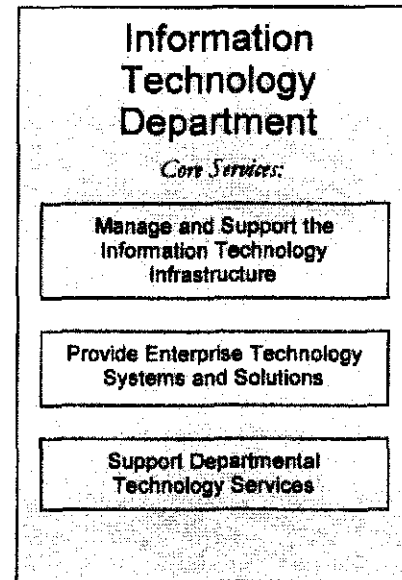 Information
Technology
Department
Core Services:
Manage and Support the
Information Technology
Infrastructure
Provide Enterprise Technology
Systems and Solutions
Support Departmental
Technology Services